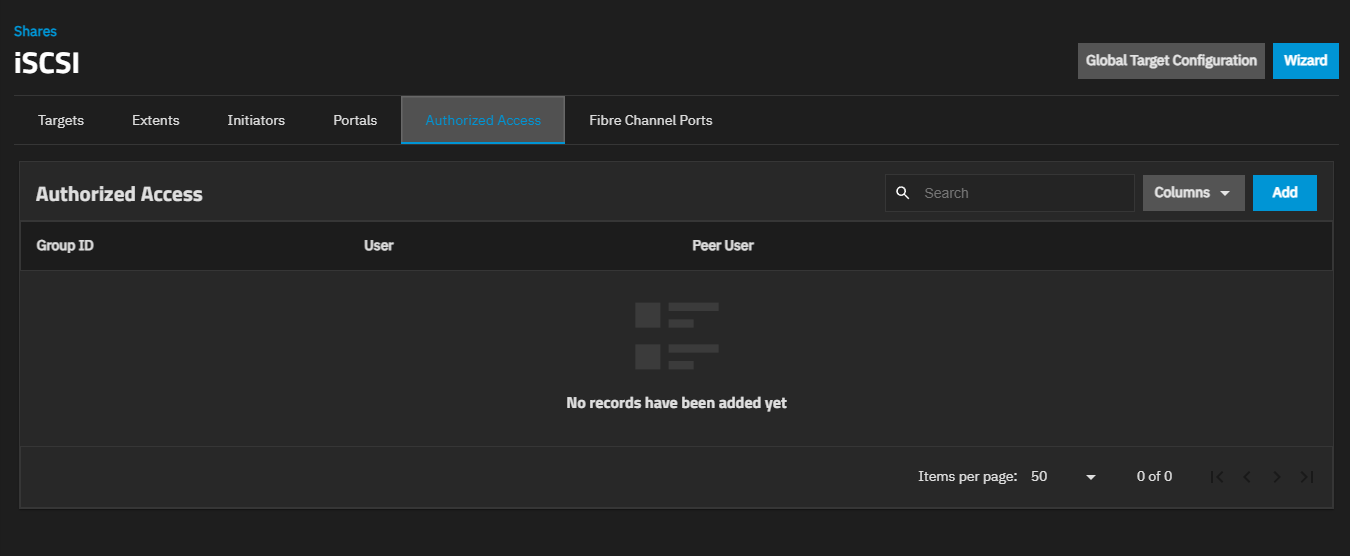 Shares
iSCSI
Global Target Configuration Wizard
Targets Extents Initiators Portals Authorized Access Fibre Channel Ports
Authorized Access Search Columns Add
Group ID User Peer User
No records have been added yet
Items per page: 50 0 of 0